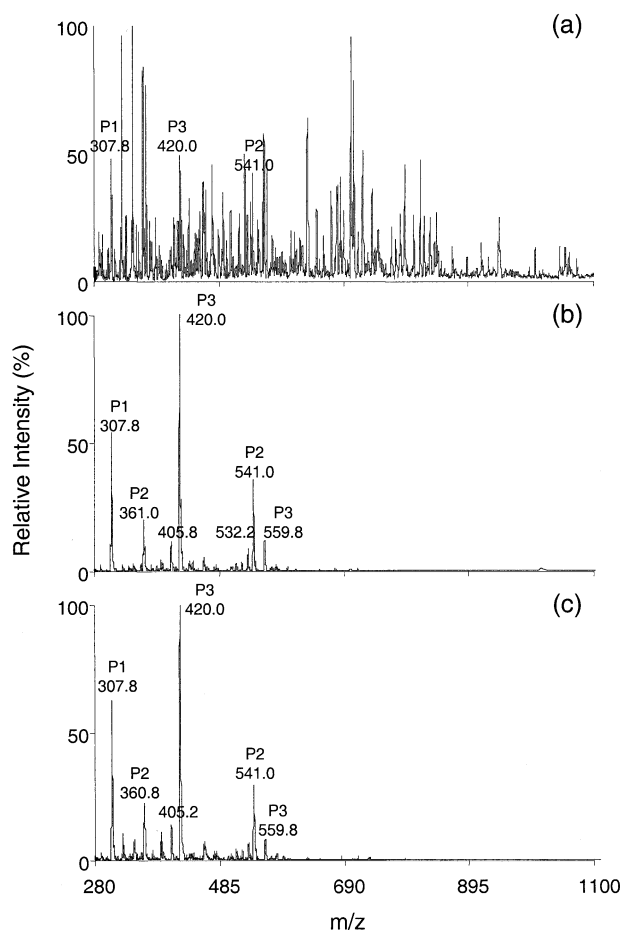 100
(a)
P1
307.8
P3
420.0
P2
541.0
50
0
P3
420.0
100
(b)
P1
307.8
50
P2
541.0
P2
361.0
405.8
532.2
P3
559.8
0
Relative Intensity (%)
P3
420.0
100
(c)
P1
307.8
50
P2
541.0
P2
360.8
405.2
P3
559.8
0
280 485 690 895 1100
m/z